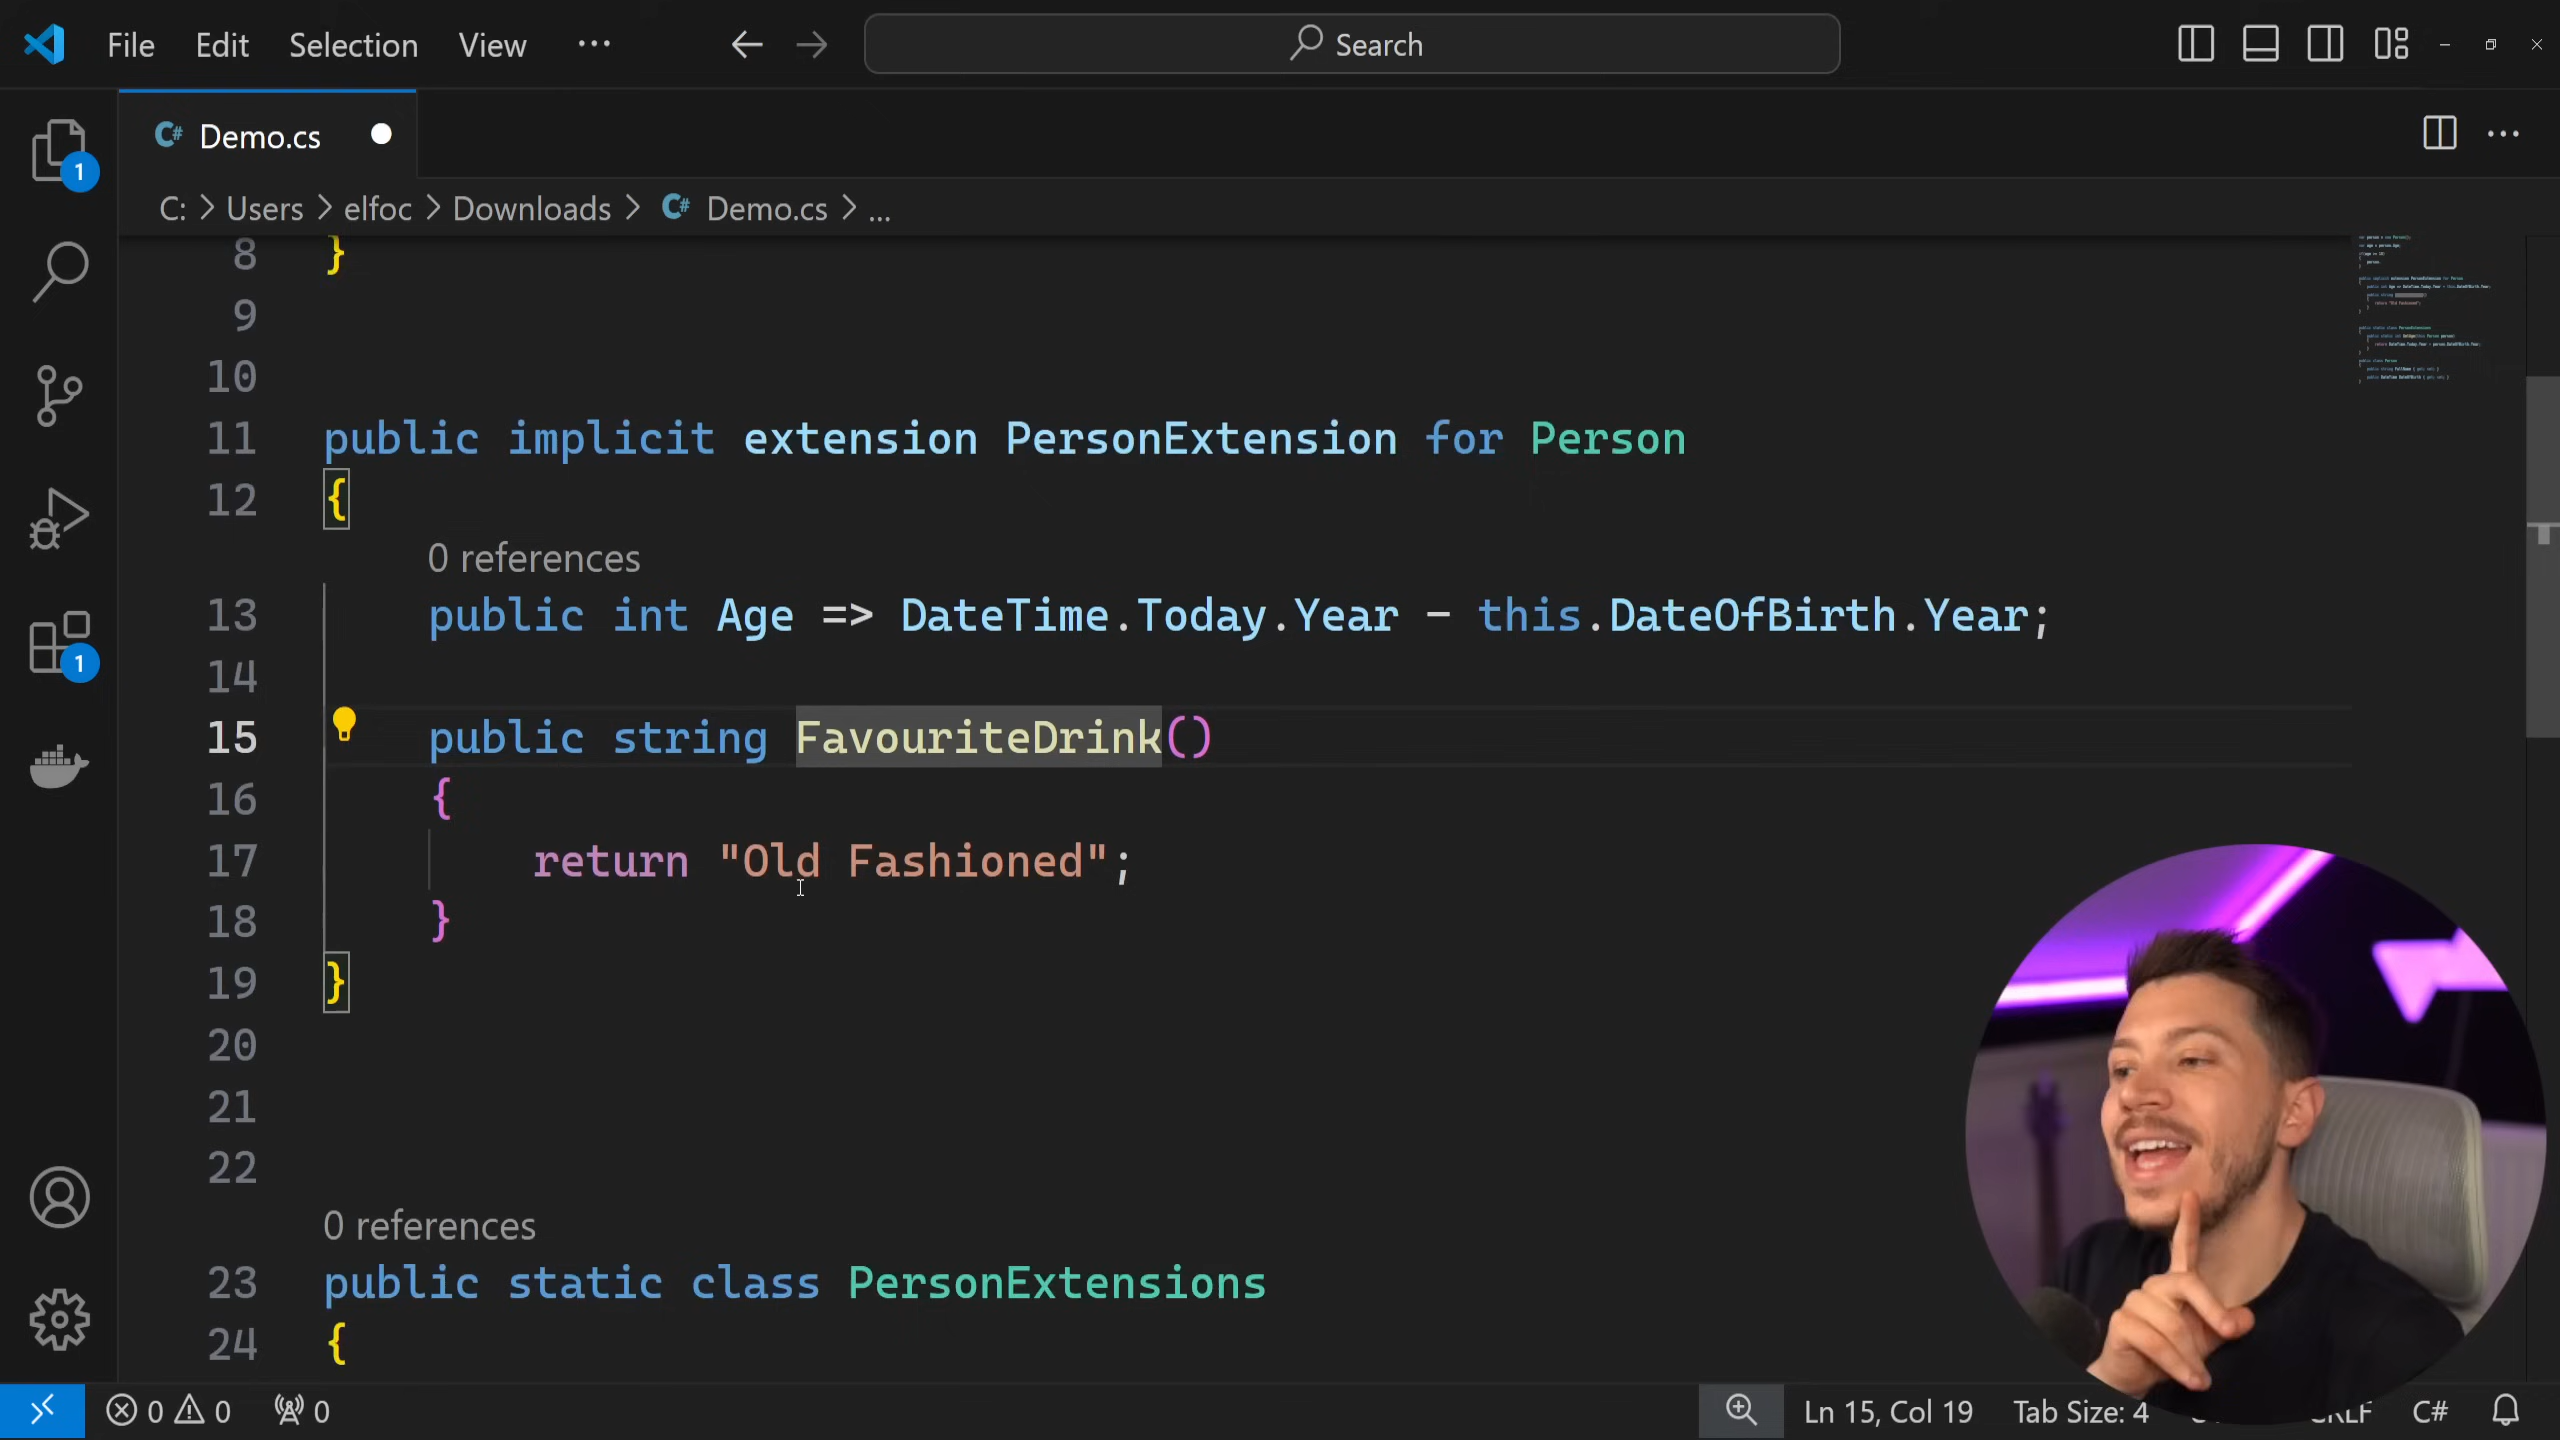 File Edit Selection View ... Search
Demo.cs
C: > Users > elfoc > Downloads > Demo.cs > ...
8 }
9
10
11 public implicit extension PersonExtension for Person
12 {
0 references
13 public int Age => DateTime.Today.Year - this.DateOfBirth.Year;
14
15 public string FavouriteDrink()
16 {
17 return "Old Fashioned";
18 }
19 }
20
21
22
0 references
23 public static class PersonExtensions
24 {
1
1
0 0 0 Ln 15, Col 19 Tab Size: 4 CRLF C#